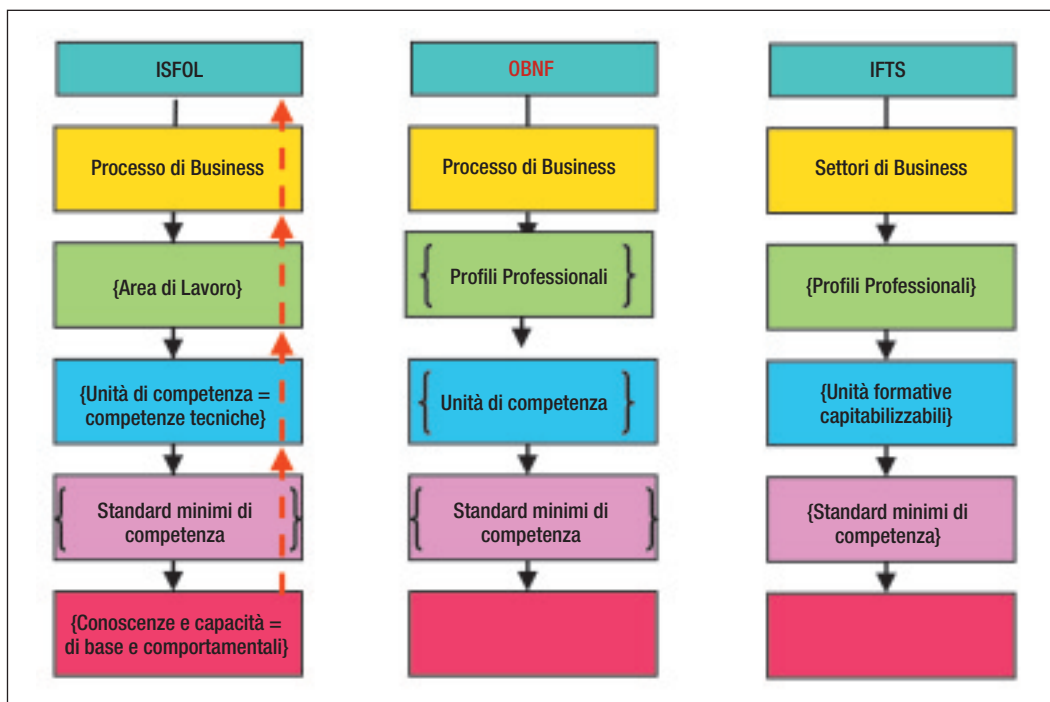 ISFOL
Processo di Business
{Area di Lavoro}
{Unità di competenza =
competenze tecniche}
{ Standard minimi di }
competenza
{Conoscenze e capacità =
di base e comportamentali}
OBNF
Processo di Business
{ Profili Professionali }
{ Unità di competenza }
{ Standard minimi di }
competenza
IFTS
Settori di Business
{Profili Professionali}
{Unità formative
capitabilizzabili}
{Standard minimi di
competenza}